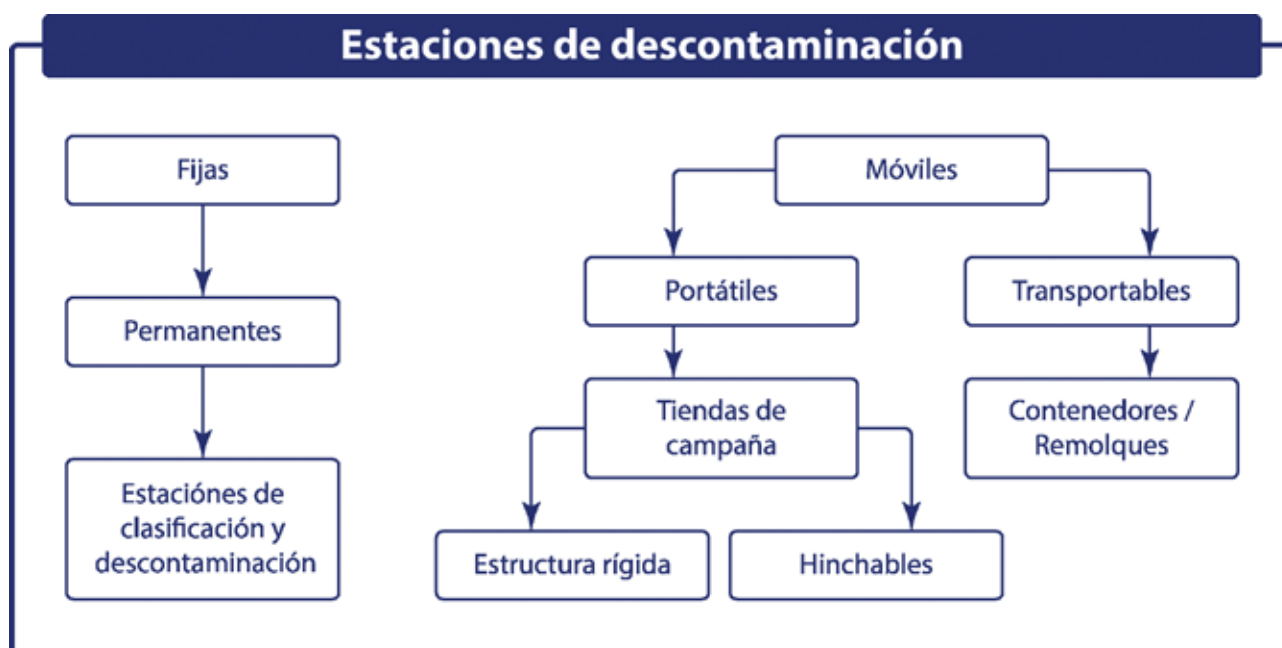 Estaciones de descontaminación
Fijas
Permanentes
Estaciónes de
clasificación y
descontaminación
Móviles
Portátiles
Tiendas de
campaña
Estructura rígida
Hinchables
Transportables
Contenedores /
Remolques